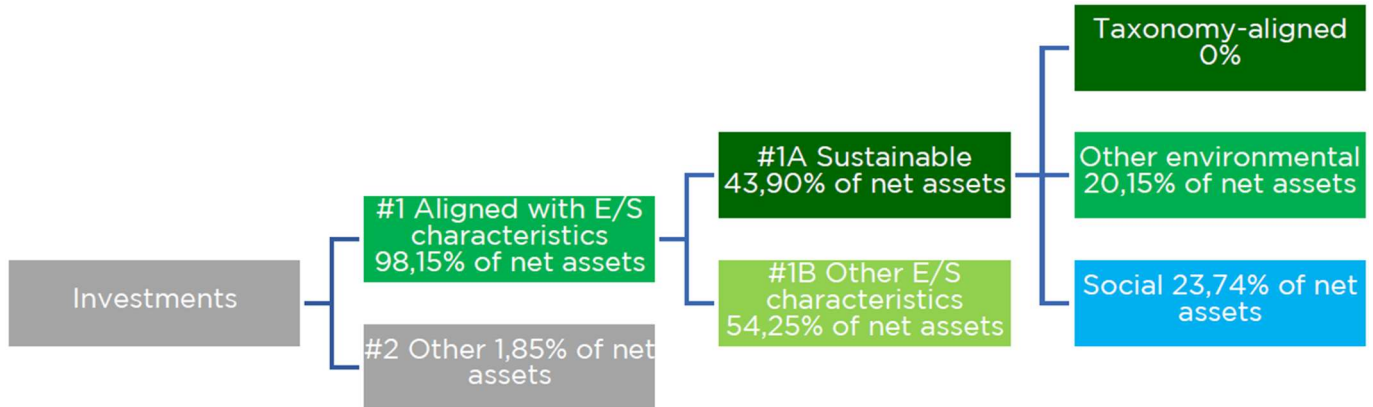 Investments
#1 Aligned with E/S
characteristics
98,15% of net assets
#2 Other 1,85% of net
assets
#1A Sustainable
43,90% of net assets
#1B Other E/S
characteristics
54,25% of net assets
Taxonomy-aligned
0%
Other environmental
20,15% of net assets
Social 23,74% of net
assets